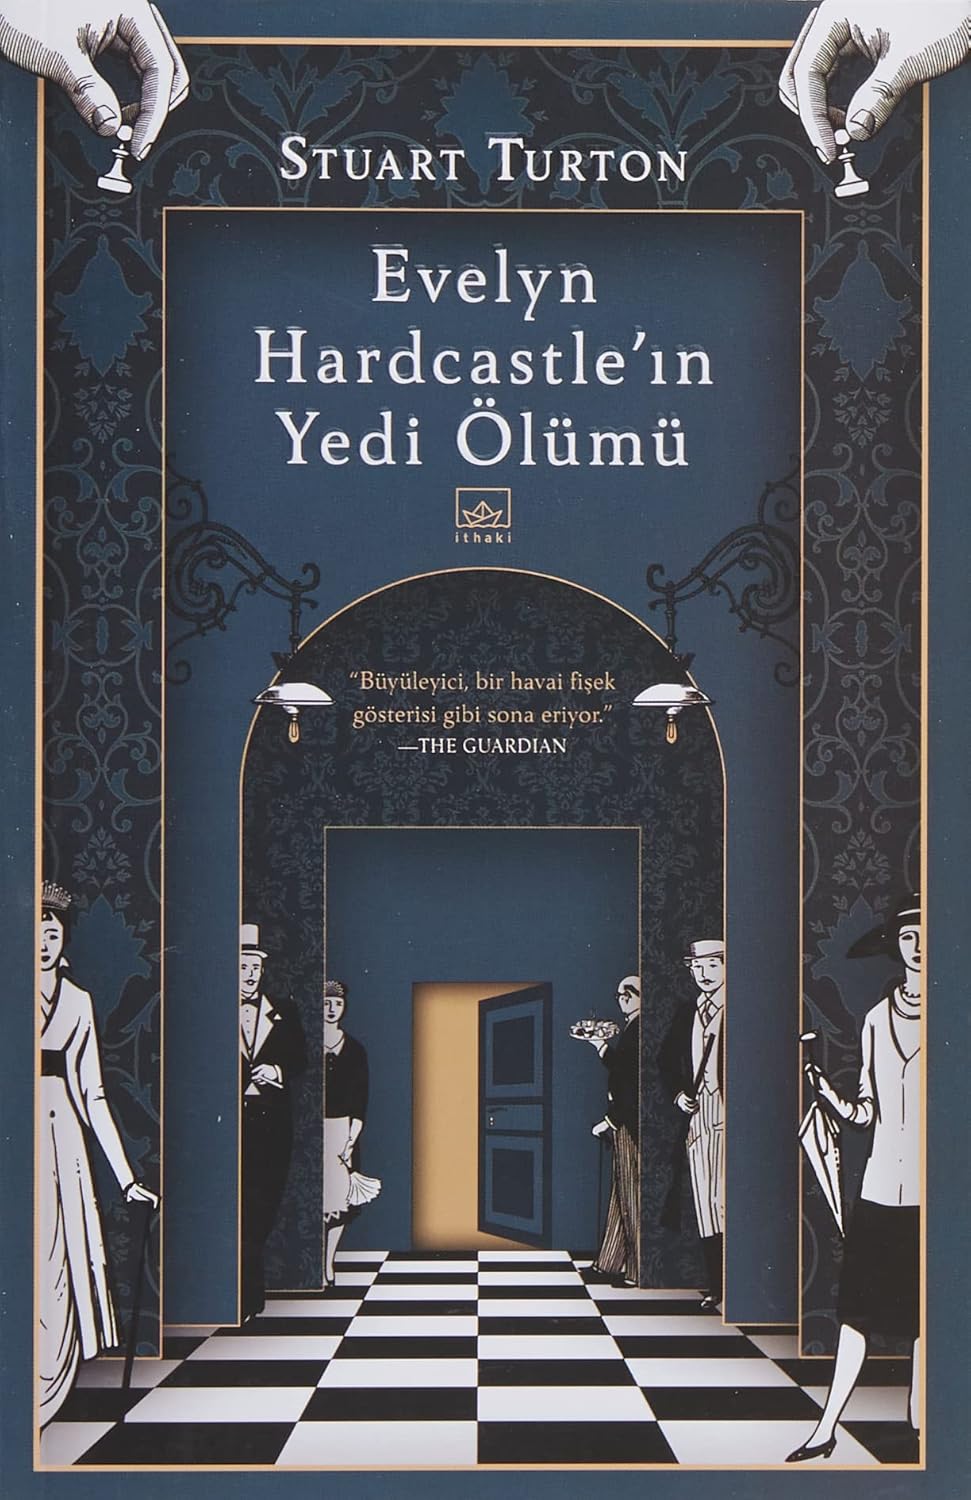 STUART TURTON
Evelyn
Hardcastle’ın
Yedi Ölümü
ithaki
“Büyüleyici, bir havai fişek
gösterisi gibi sona eriyor.”
—THE GUARDIAN